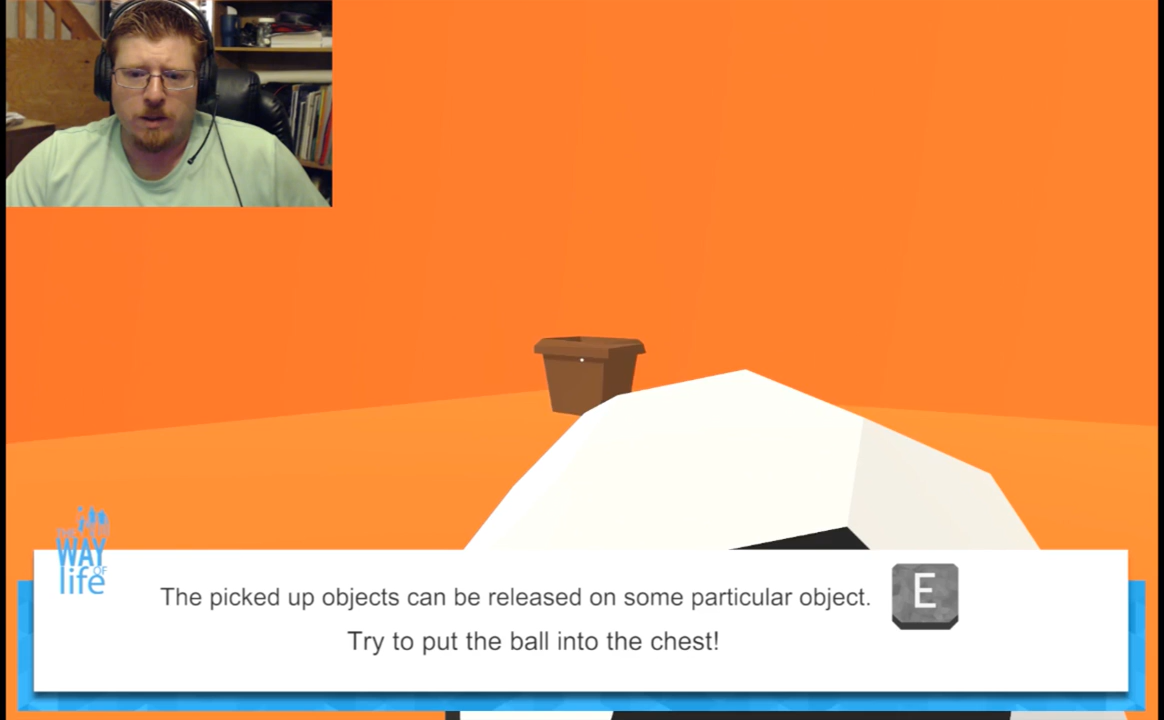 THE
WAY
OF
life
The picked up objects can be released on some particular object.
E
Try to put the ball into the chest!